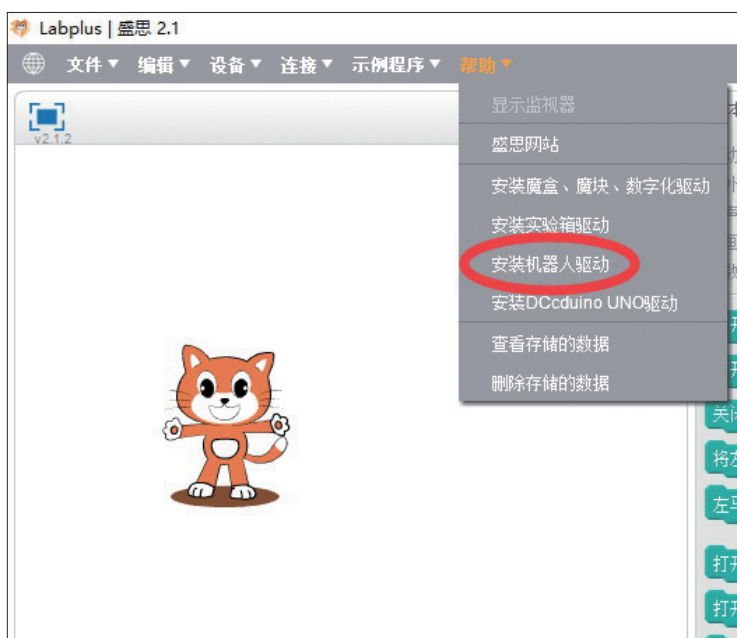 Labplus | 盛思 2.1
文件▼ 编辑▼ 设备▼ 连接▼ 示例程序▼ 帮助▼
v2.1.2
显示监视器
盛思网站
安装魔盒、魔块、数字化驱动
安装实验箱驱动
安装机器人驱动
安装DCcduino UNO驱动
查看存储的数据
删除存储的数据
关闭
将左
左马
打开
打开